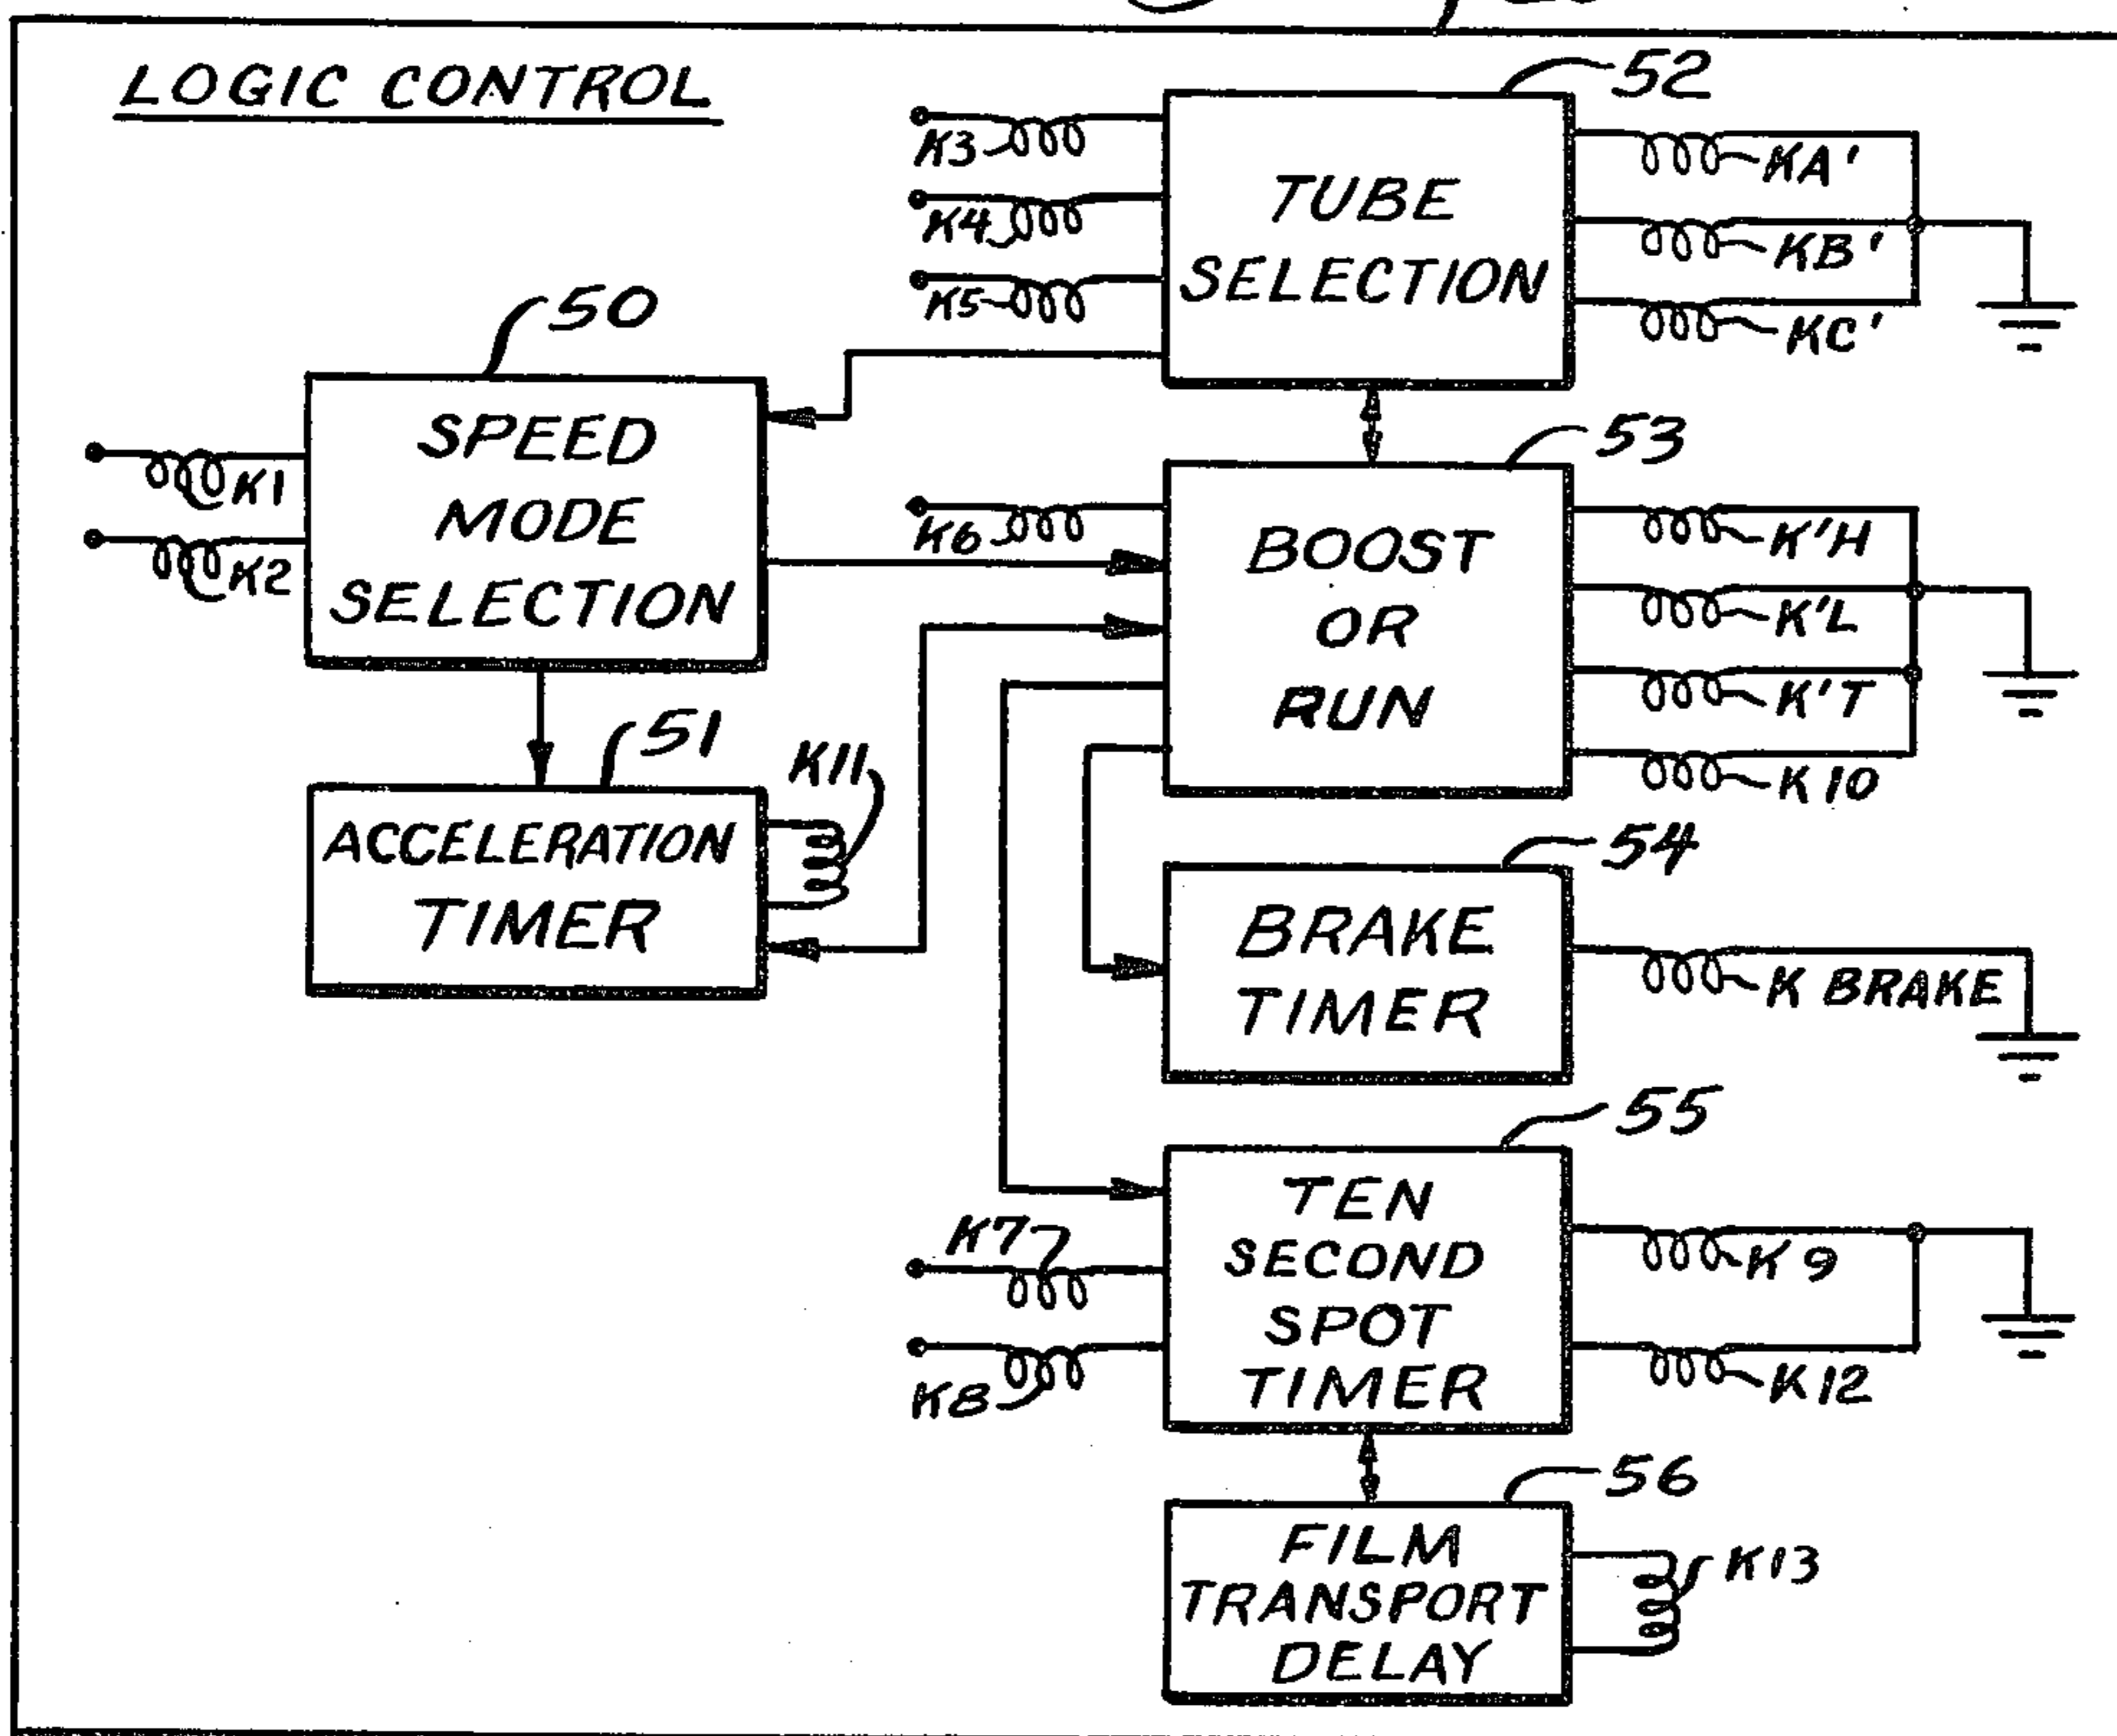 LOGIC CONTROL
52
K3
K4
K5
TUBE
SELECTION
KA'
KB'
KC'
50
SPEED
MODE
SELECTION
K1
K2
53
K6
BOOST
OR
RUN
K'H
K'L
K'T
K10
51
ACCELERATION
TIMER
K11
54
BRAKE
TIMER
K BRAKE
55
TEN
SECOND
SPOT
TIMER
K7
K8
K9
K12
56
FILM
TRANSPORT
DELAY
K13